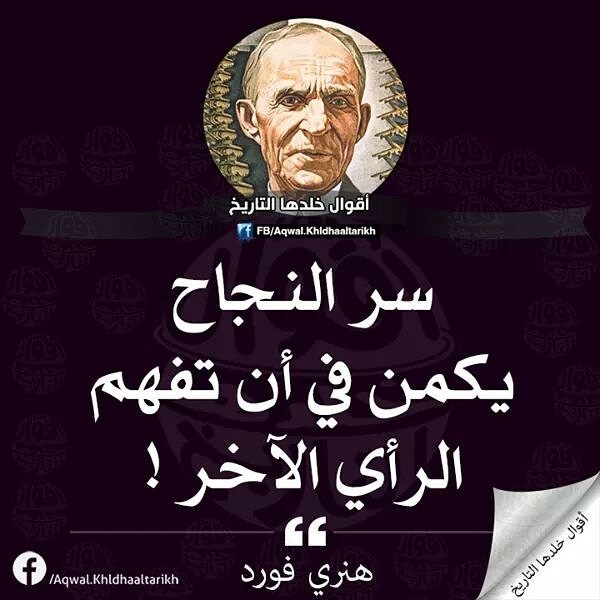 أقوال خلدها التاريخ
FB/Aqwal.Khldhaaltarikh
سر النجاح
يكمن في أن تفهم
الرأي الآخر !
هنري فورد
/Aqwal.Khldhaaltarikh
أقوال خلدها التاريخ